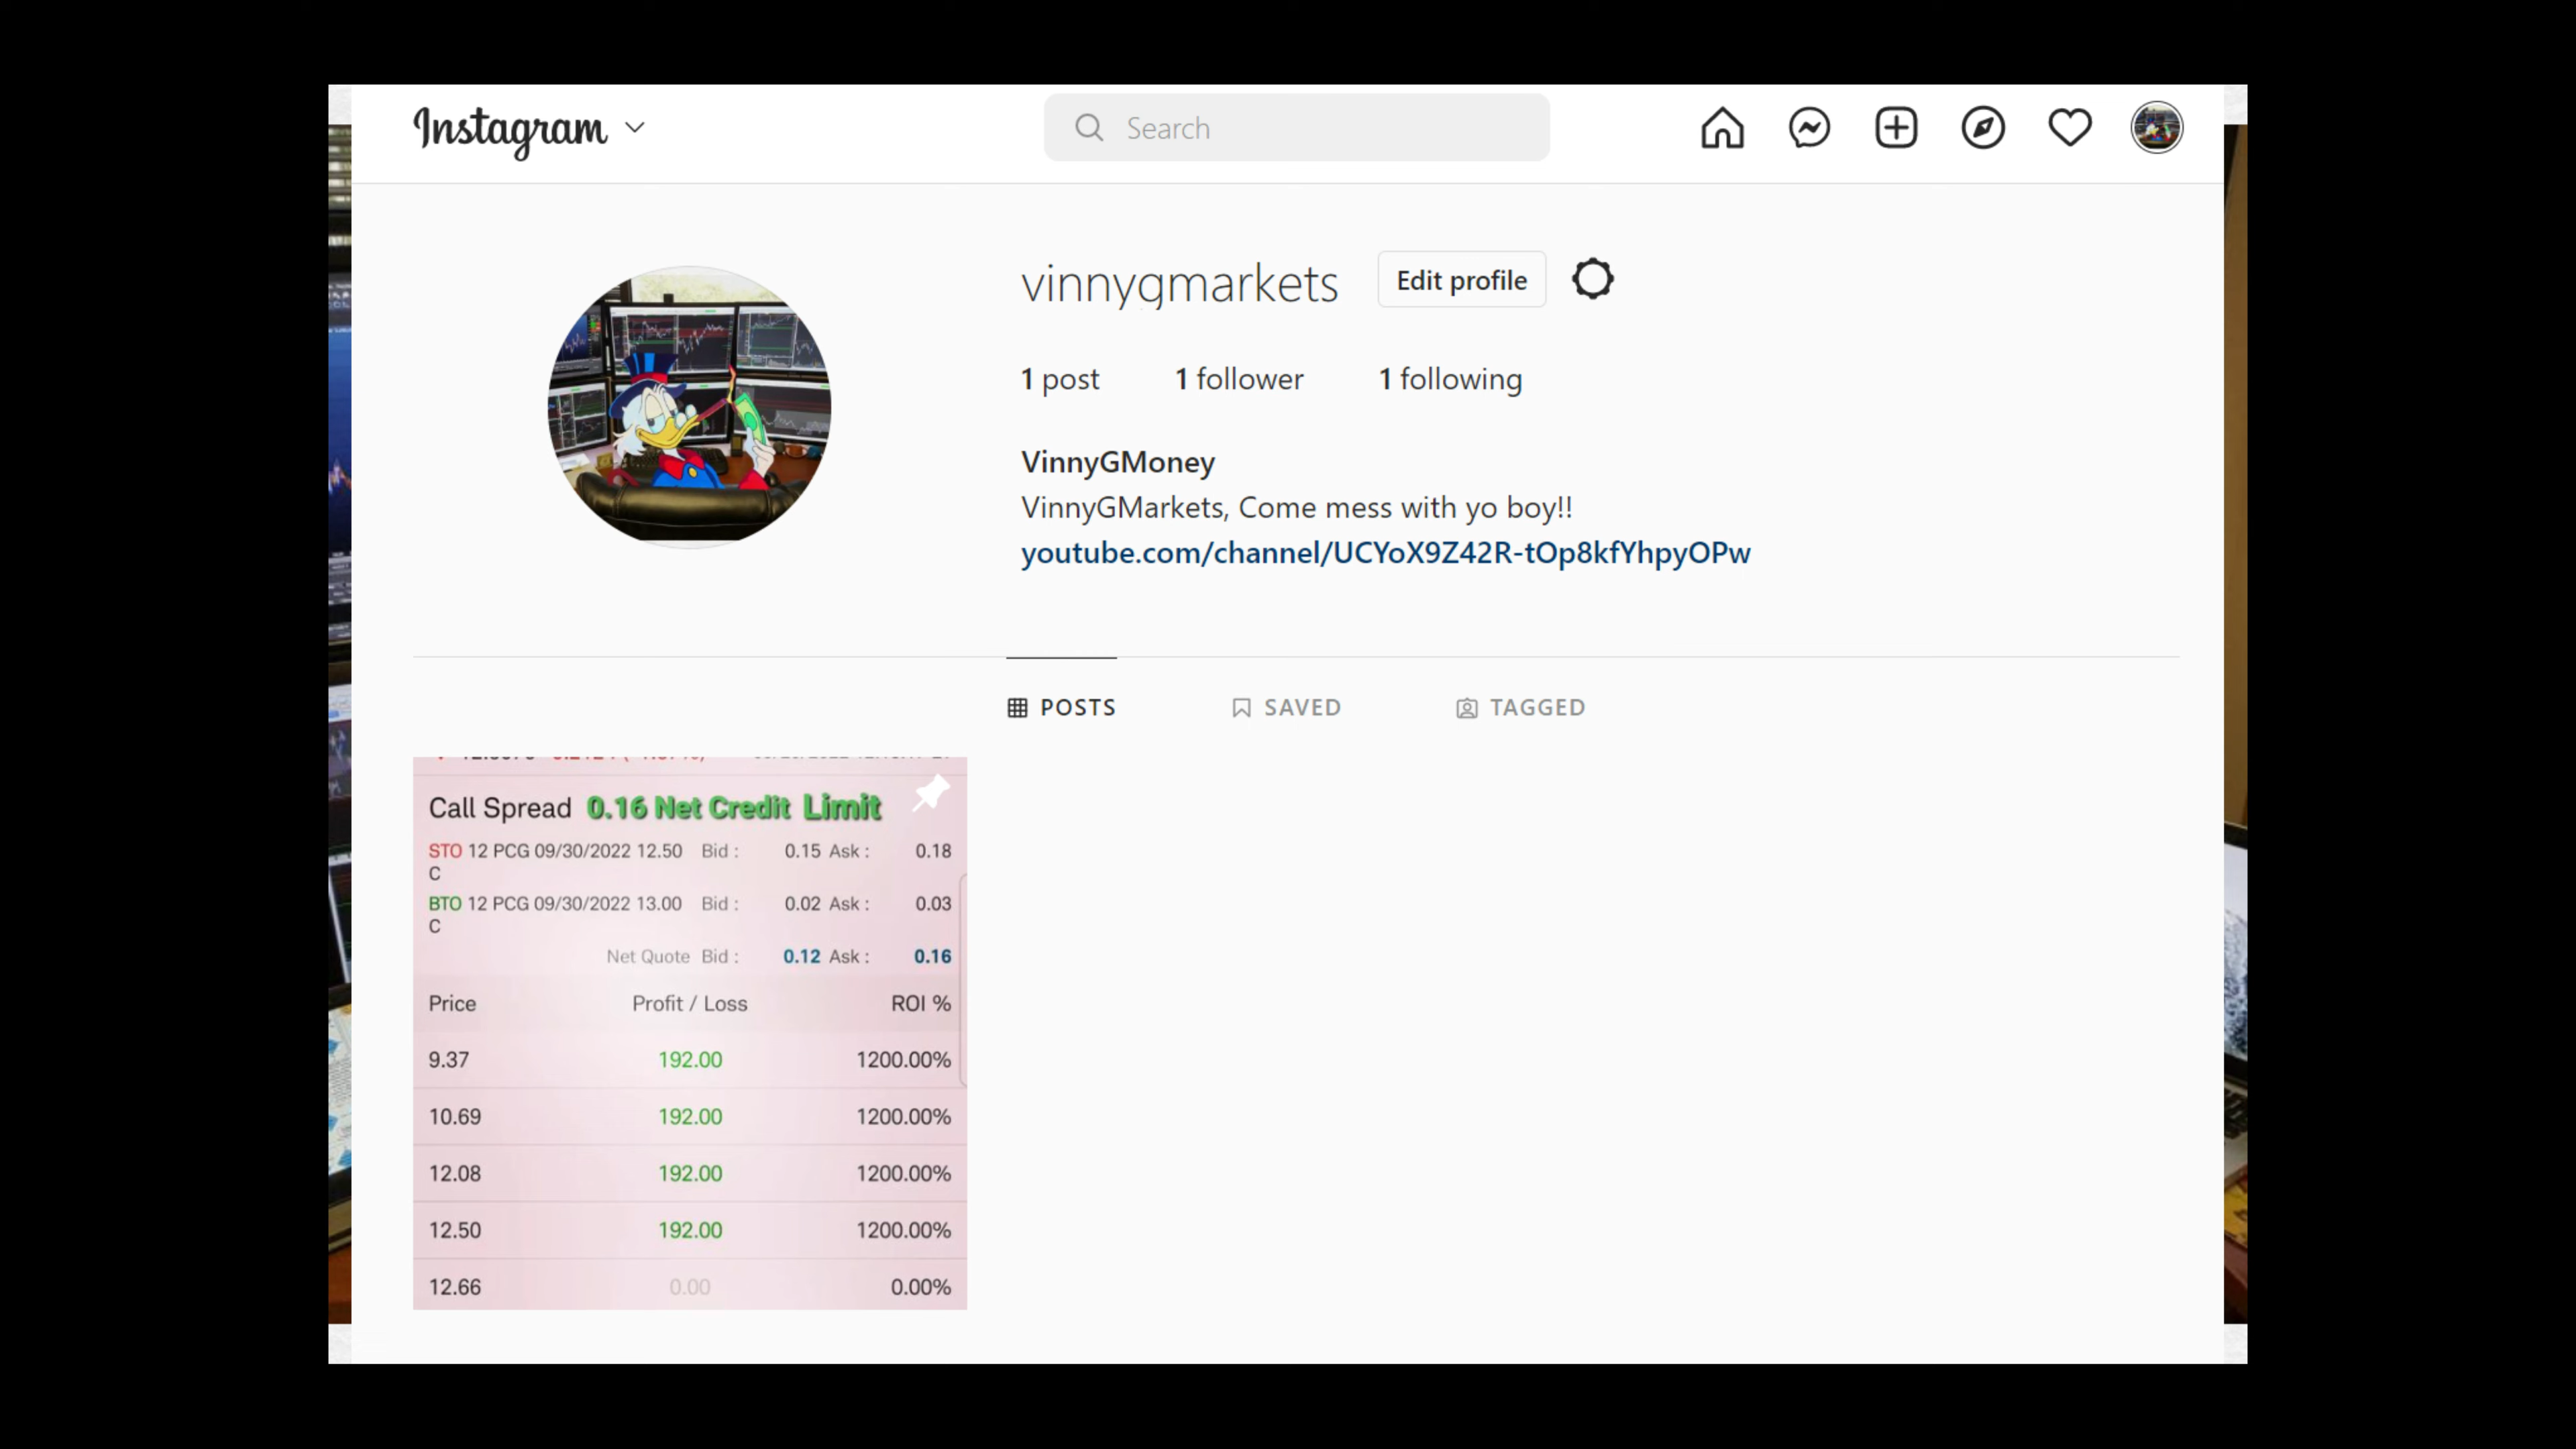 Instagram
Search
vinnygmarkets
Edit profile
1 post 1 follower 1 following
VinnyGMoney
VinnyGMarkets, Come mess with yo boy!!
youtube.com/channel/UCYoX9Z42R-tOp8kfYhpyOPw
POSTS SAVED TAGGED
Call Spread 0.16 Net Credit Limit
STO 12 PCG 09/30/2022 12.50 Bid : 0.15 Ask : 0.18
C
BTO 12 PCG 09/30/2022 13.00 Bid : 0.02 Ask : 0.03
C
Net Quote Bid : 0.12 Ask : 0.16
Price Profit / Loss ROI %
9.37 192.00 1200.00%
10.69 192.00 1200.00%
12.08 192.00 1200.00%
12.50 192.00 1200.00%
12.66 0.00 0.00%